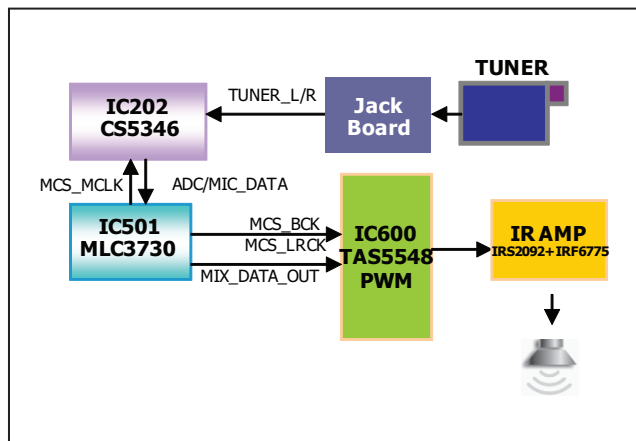 TUNER
TUNER_L/R
Jack
Board
IC202
CS5346
MCS_MCLK
ADC/MIC_DATA
IC501
MLC3730
MCS_BCK
MCS_LRCK
MIX_DATA_OUT
IC600
TAS5548
PWM
IR AMP
IRS2092+IRF6775